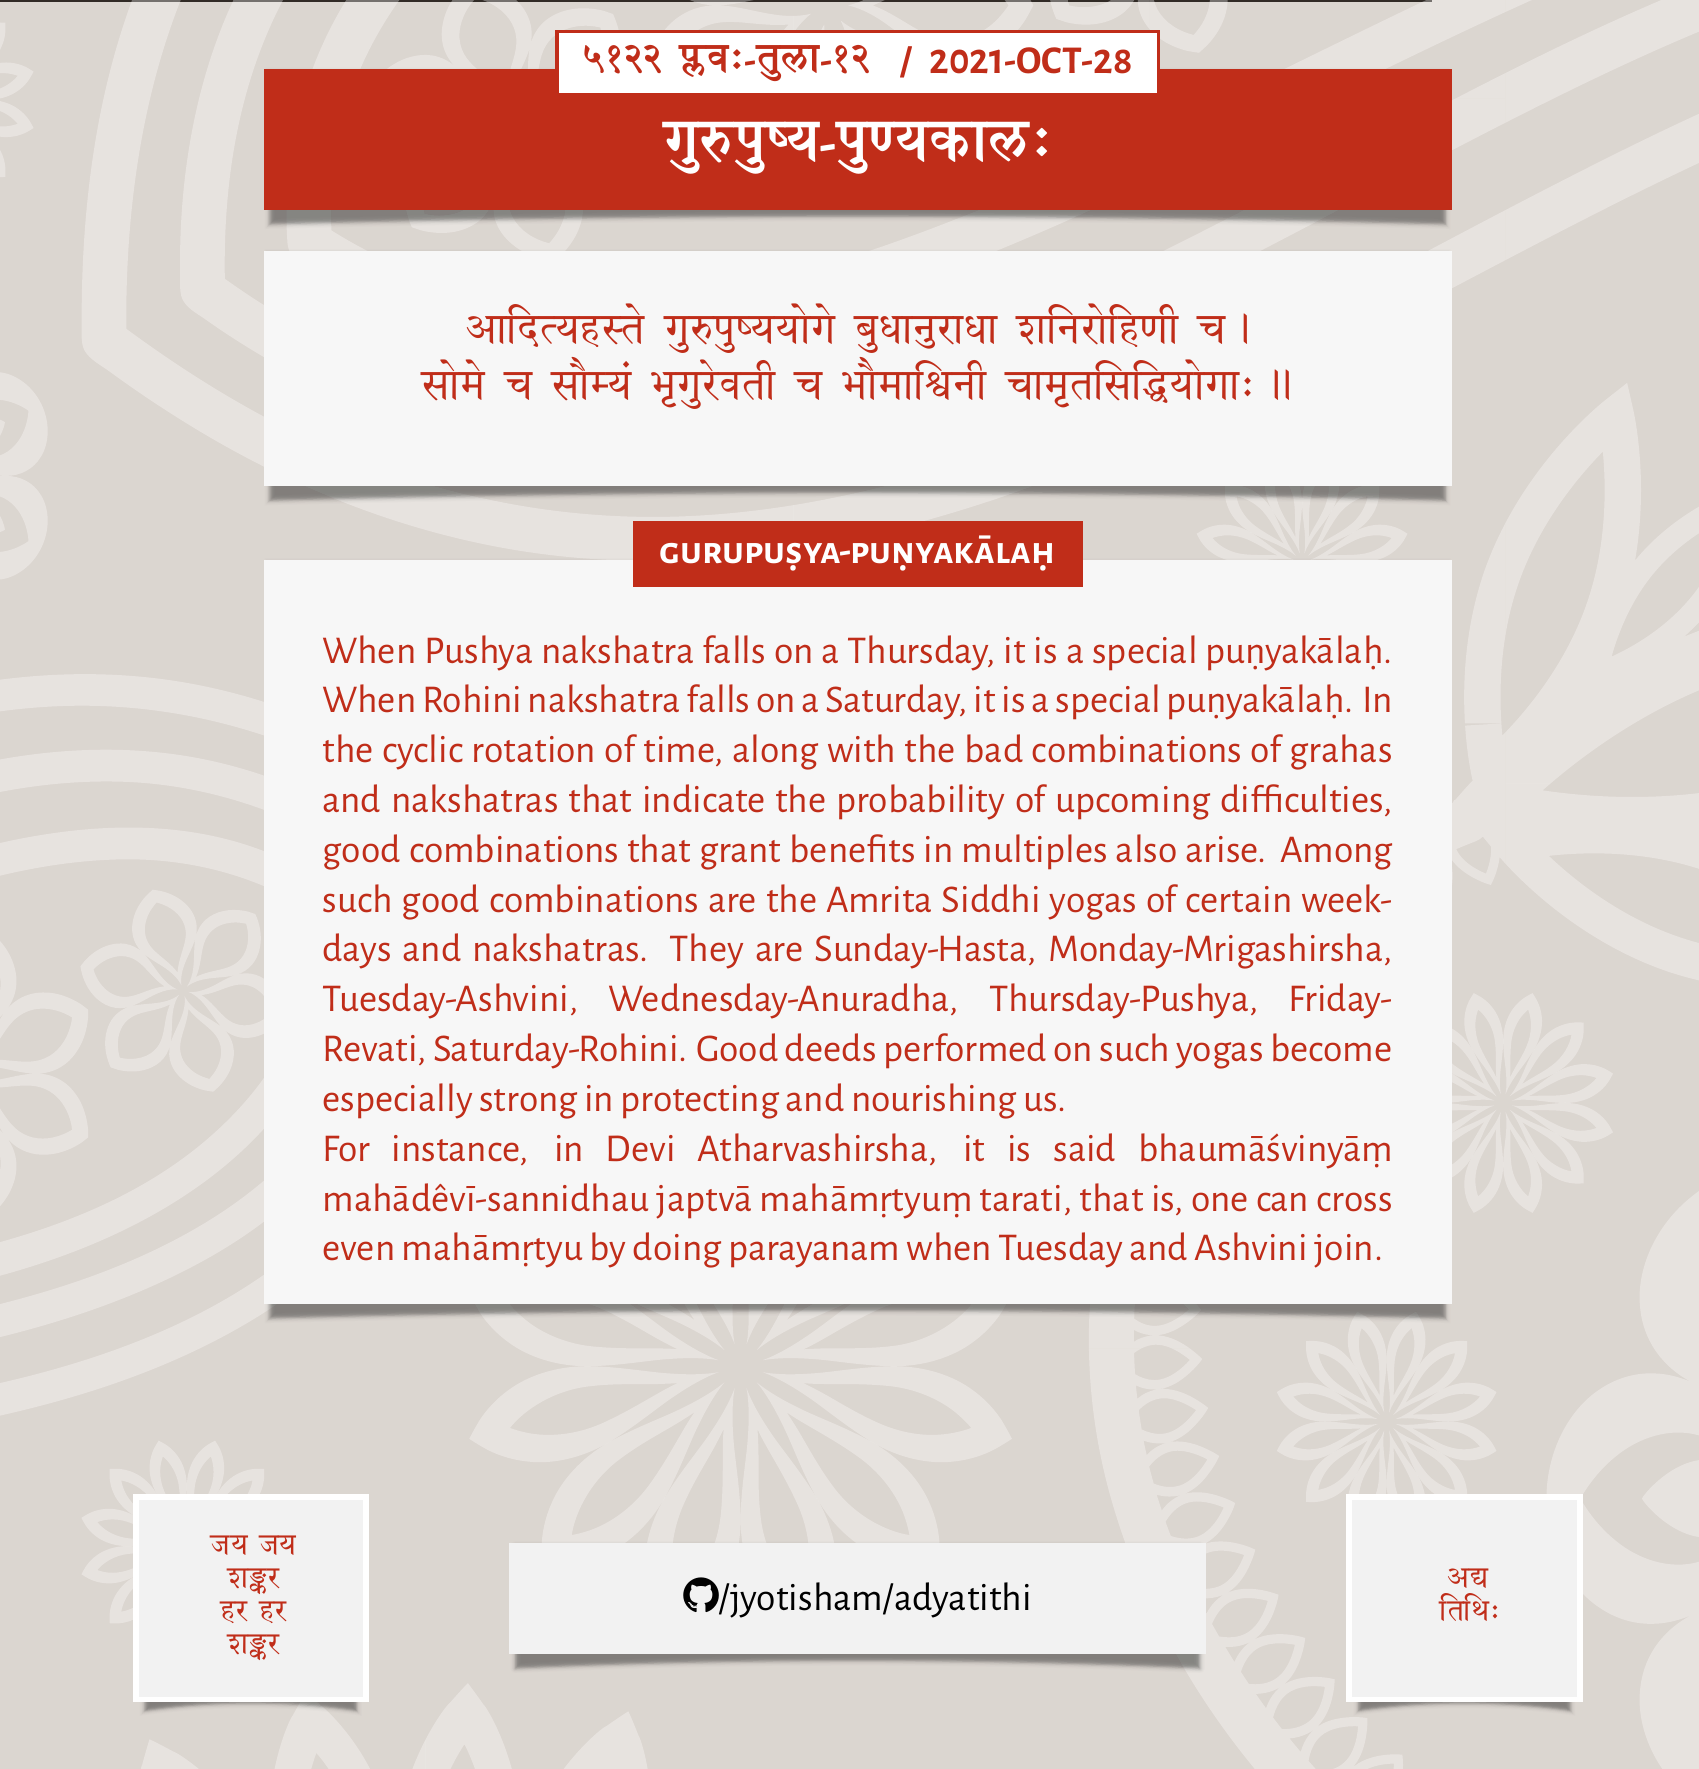 ५१२२ प्लवः-तुला-१२ / 2021-OCT-28
गुरुपुष्य-पुण्यकालः
आदित्यहस्ते गुरुपुष्ययोगे बुधानुराधा शनिरोहिणी च।
सोमे च सौम्यं भृगुरेवती च भौमाश्विनी चामृतसिद्धियोगाः॥
GURUPUṢYA-PUṆYAKĀLAḤ
When Pushya nakshatra falls on a Thursday, it is a special puṇyakālaḥ.
When Rohini nakshatra falls on a Saturday, it is a special puṇyakālaḥ. In
the cyclic rotation of time, along with the bad combinations of grahas
and nakshatras that indicate the probability of upcoming difficulties,
good combinations that grant benefits in multiples also arise. Among
such good combinations are the Amrita Siddhi yogas of certain week-
days and nakshatras. They are Sunday-Hasta, Monday-Mrigashirsha,
Tuesday-Ashvini, Wednesday-Anuradha, Thursday-Pushya, Friday-
Revati, Saturday-Rohini. Good deeds performed on such yogas become
especially strong in protecting and nourishing us.
For instance, in Devi Atharvashirsha, it is said bhaumāśvinyāṃ
mahādêvī-sannidhau japtvā mahāmṛtyuṃ tarati, that is, one can cross
even mahāmṛtyu by doing parayanam when Tuesday and Ashvini join.
जय जय
शङ्कर
हर हर
शङ्कर
/jyotisham/adyatithi
अद्य
तिथिः